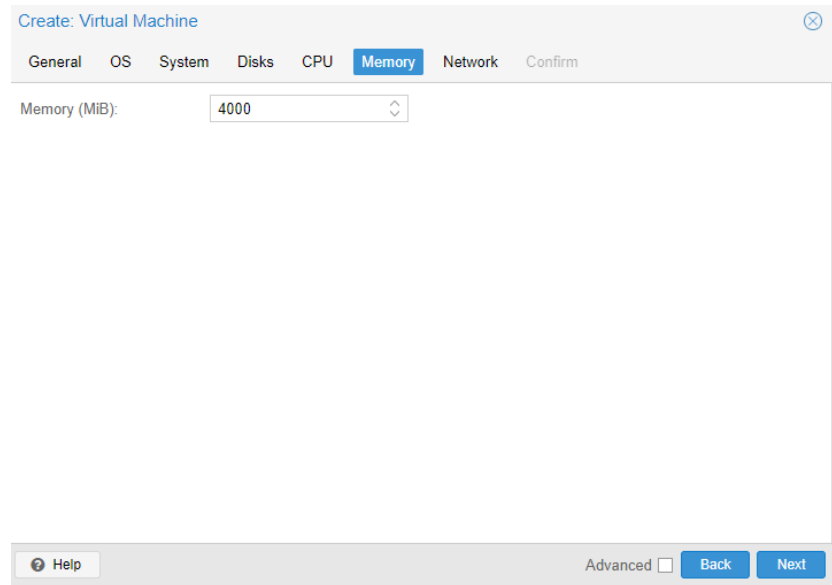 Create: Virtual Machine
General OS System Disks CPU Memory Network Confirm
Memory (MiB): 4000
Help Advanced Back Next